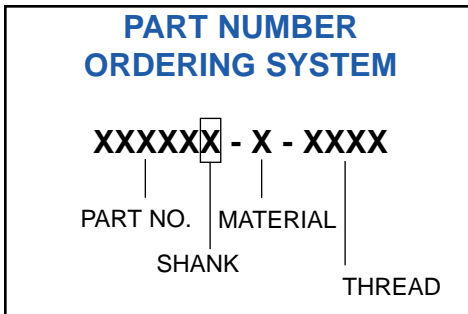 PART NUMBER
ORDERING SYSTEM
XXXXXX - X - XXXX
PART NO. MATERIAL
SHANK
THREAD